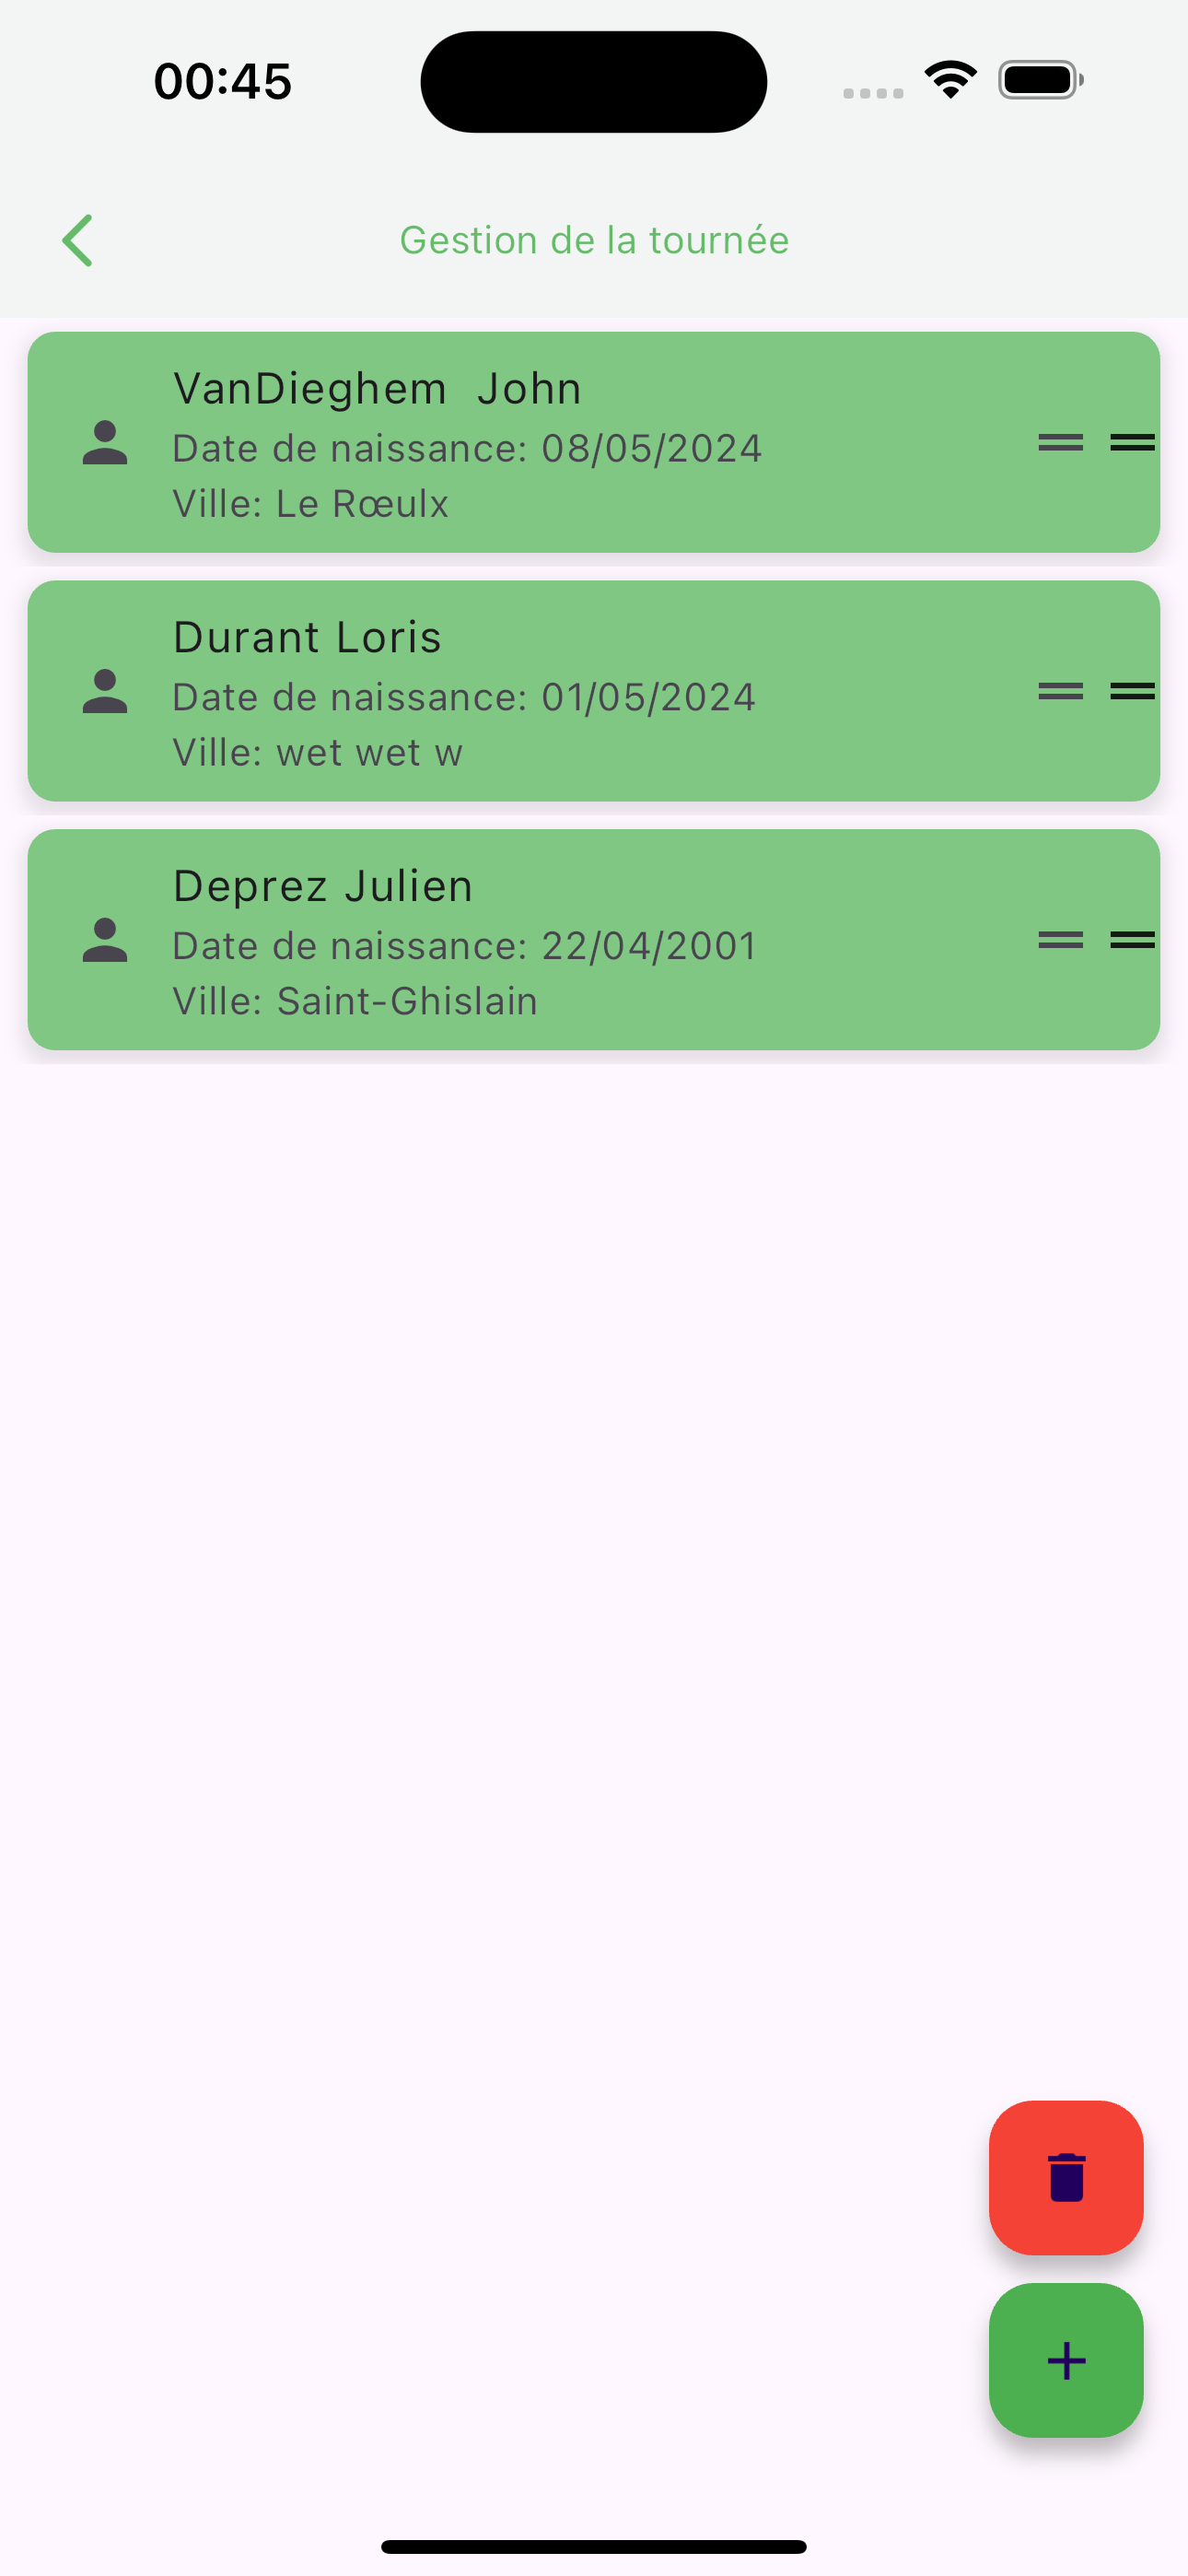 00:45
Gestion de la tournée
VanDieghem  John
Date de naissance: 08/05/2024
Ville: Le Rœulx
Durant Loris
Date de naissance: 01/05/2024
Ville: wet wet w
Deprez Julien
Date de naissance: 22/04/2001
Ville: Saint-Ghislain